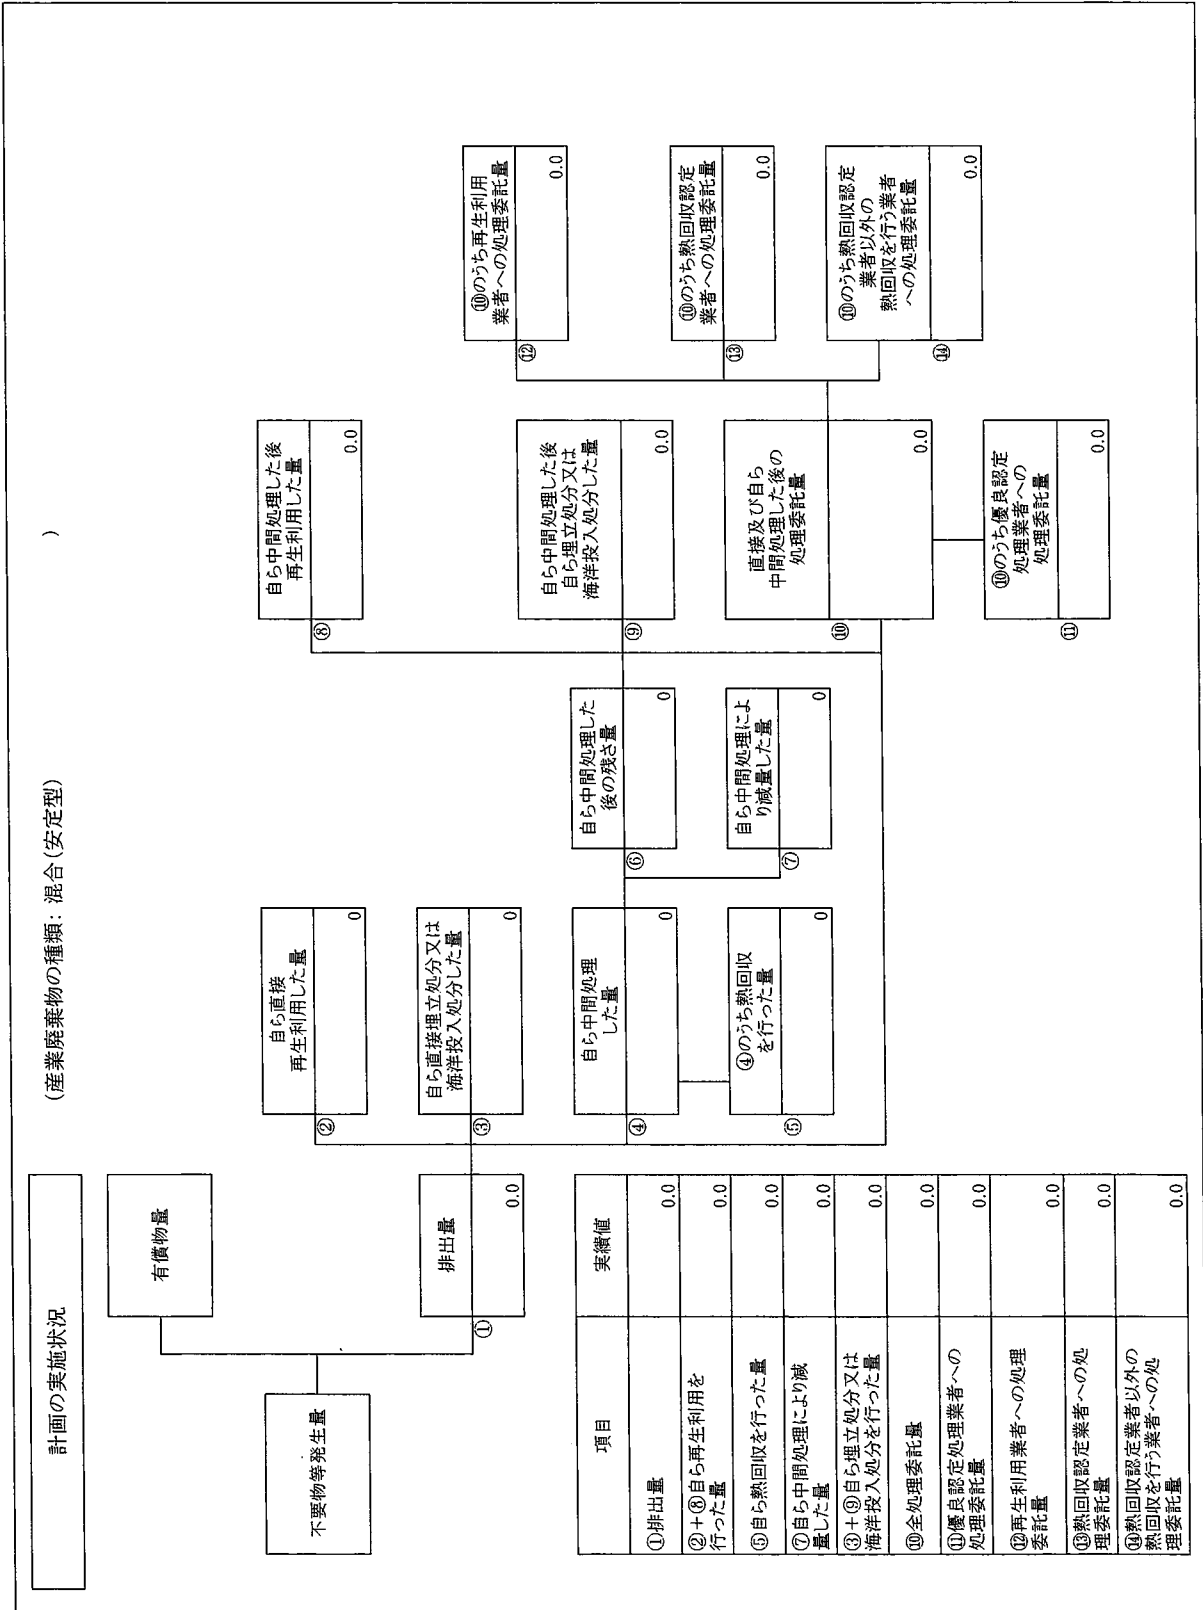 計画の実施状況
(産業廃棄物の種類: 混合(安定型) )
不要物等発生量
有償物量
①
排出量
0.0
②
自ら直接
再生利用した量
0
③
自ら直接埋立処分又は
海洋投入処分した量
0
④
自ら中間処理
した量
0
⑤
④のうち熱回収
を行った量
0
⑥
自ら中間処理した
後の残さ量
0
⑦
自ら中間処理によ
り減量した量
0
⑧
自ら中間処理した後
再生利用した量
0.0
⑨
自ら中間処理した後
自ら埋立処分又は
海洋投入処分した量
0.0
⑩
直接及び自ら
中間処理した後の
処理委託量
0.0
⑪
⑩のうち優良認定
処理業者への
処理委託量
0.0
⑫
⑩のうち再生利用
業者への処理委託量
0.0
⑬
⑩のうち熱回収認定
業者への処理委託量
0.0
⑭
⑩のうち熱回収認定
業者以外の
熱回収を行う業者
への処理委託量
0.0
項目 実績値
①排出量 0.0
②+⑧自ら再生利用を
行った量 0.0
⑤自ら熱回収を行った量 0.0
⑦自ら中間処理により減
量した量 0.0
③+⑨自ら埋立処分又は
海洋投入処分を行った量 0.0
⑩全処理委託量 0.0
⑪優良認定処理業者への
処理委託量 0.0
⑫再生利用業者への処理
委託量 0.0
⑬熱回収認定業者への処
理委託量 0.0
⑭熱回収認定業者以外の
熱回収を行う業者への処
理委託量 0.0